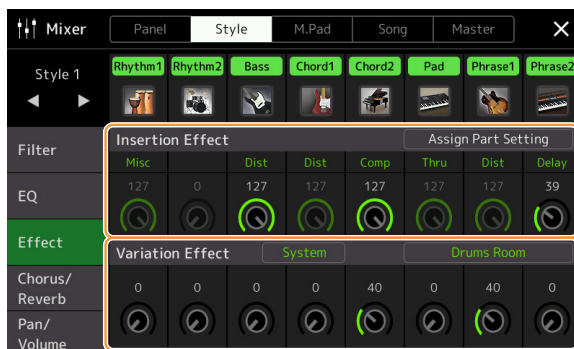 Mixer
Panel Style M.Pad Song Master
Style 1
Rhythm1 Rhythm2 Bass Chord1 Chord2 Pad Phrase1 Phrase2
Filter
EQ
Effect
Chorus/
Reverb
Pan/
Volume
Insertion Effect Assign Part Setting
Misc Dist Dist Comp Thru Dist Delay
127 0 127 127 127 127 127 39
Variation Effect System Drums Room
0 0 0 0 40 0 40 0